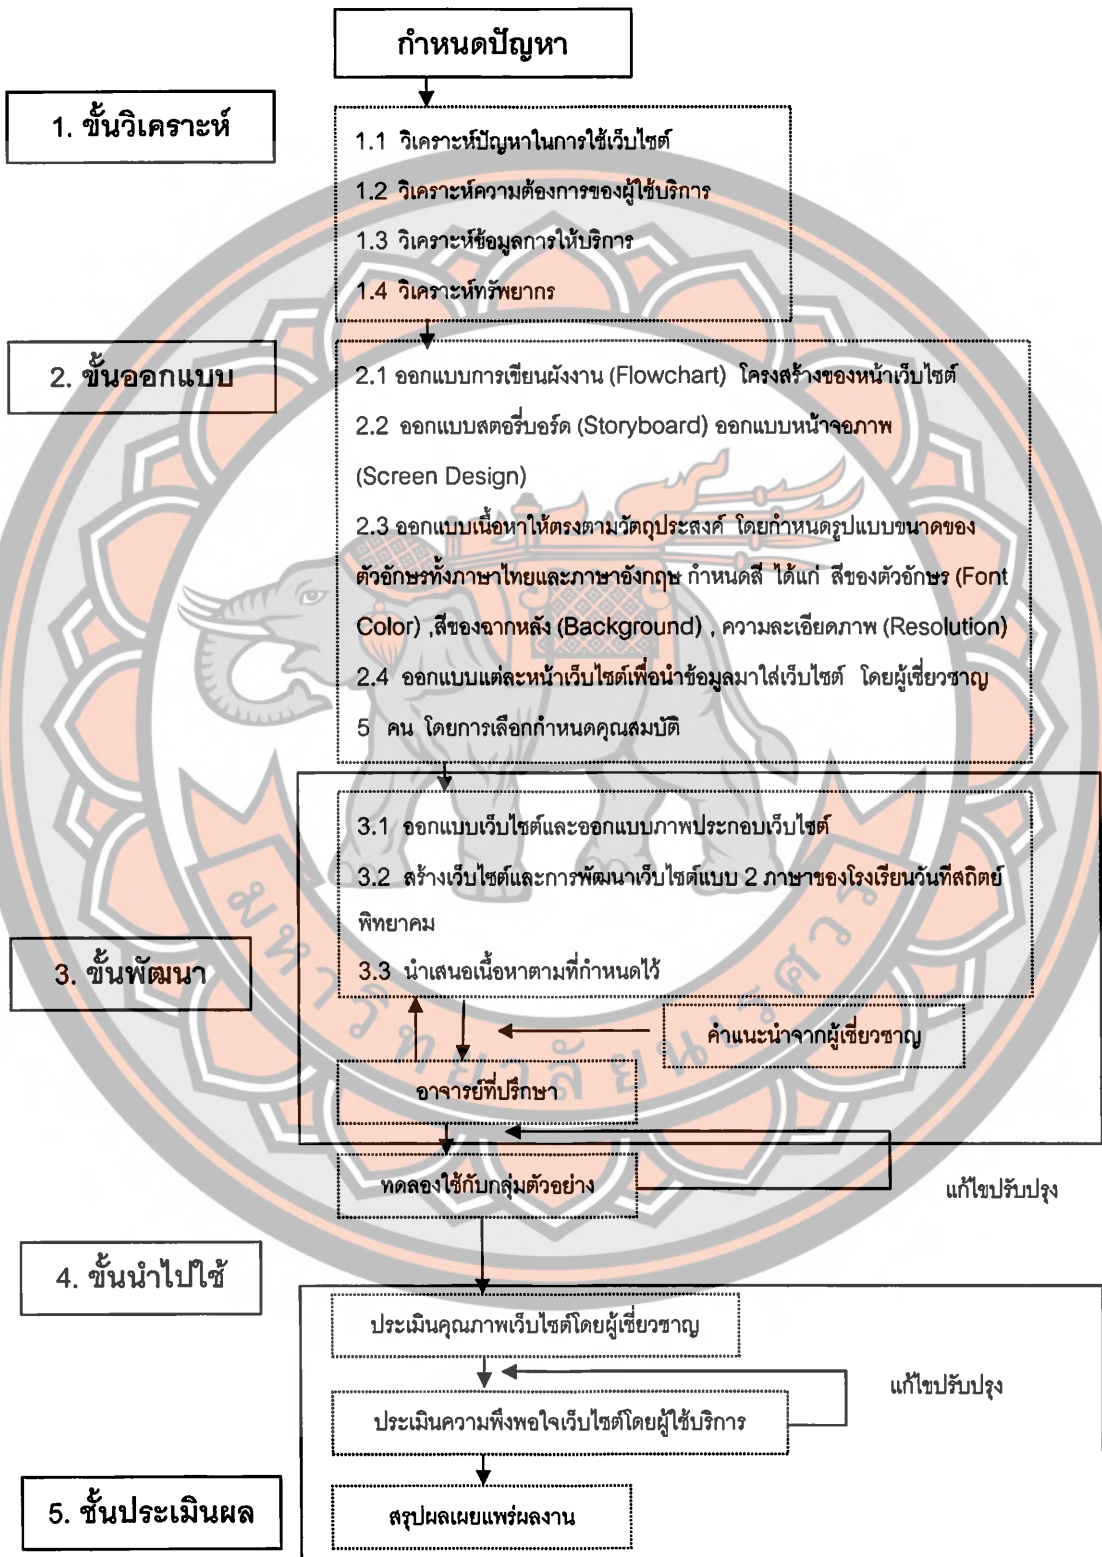 กำหนดปัญหา
1. ขั้นวิเคราะห์
1.1 วิเคราะห์ปัญหาในการใช้เว็บไซต์
1.2 วิเคราะห์ความต้องการของผู้ใช้บริการ
1.3 วิเคราะห์ข้อมูลการให้บริการ
1.4 วิเคราะห์ทรัพยากร
2. ขั้นออกแบบ
2.1 ออกแบบการเขียนผังงาน (Flowchart) โครงสร้างของหน้าเว็บไซต์
2.2 ออกแบบสตอรี่บอร์ด (Storyboard) ออกแบบหน้าจอภาพ
(Screen Design)
2.3 ออกแบบเนื้อหาให้ตรงตามวัตถุประสงค์ โดยกำหนดรูปแบบขนาดของ
ตัวอักษรทั้งภาษาไทยและภาษาอังกฤษ กำหนดสี ได้แก่ สีของตัวอักษร (Font
Color) ,สีของฉากหลัง (Background) , ความละเอียดภาพ (Resolution)
2.4 ออกแบบแต่ละหน้าเว็บไซต์เพื่อนำข้อมูลมาใส่เว็บไซต์ โดยผู้เชี่ยวชาญ
5 คน โดยการเลือกกำหนดคุณสมบัติ
3.1 ออกแบบเว็บไซต์และออกแบบภาพประกอบเว็บไซต์
3.2 สร้างเว็บไซต์และการพัฒนาเว็บไซต์แบบ 2 ภาษาของโรงเรียนวันทีสถิตย์
พิทยาคม
3. ขั้นพัฒนา
3.3 นำเสนอเนื้อหาตามที่กำหนดไว้
คำแนะนำจากผู้เชี่ยวชาญ
อาจารย์ที่ปรึกษา
ทดลองใช้กับกลุ่มตัวอย่าง
แก้ไขปรับปรุง
4. ขั้นนำไปใช้
ประเมินคุณภาพเว็บไซต์โดยผู้เชี่ยวชาญ
แก้ไขปรับปรุง
ประเมินความพึงพอใจเว็บไซต์โดยผู้ใช้บริการ
5. ขั้นประเมินผล
สรุปผลเผยแพร่ผลงาน
มหาวิทยาลัยนเรศวร